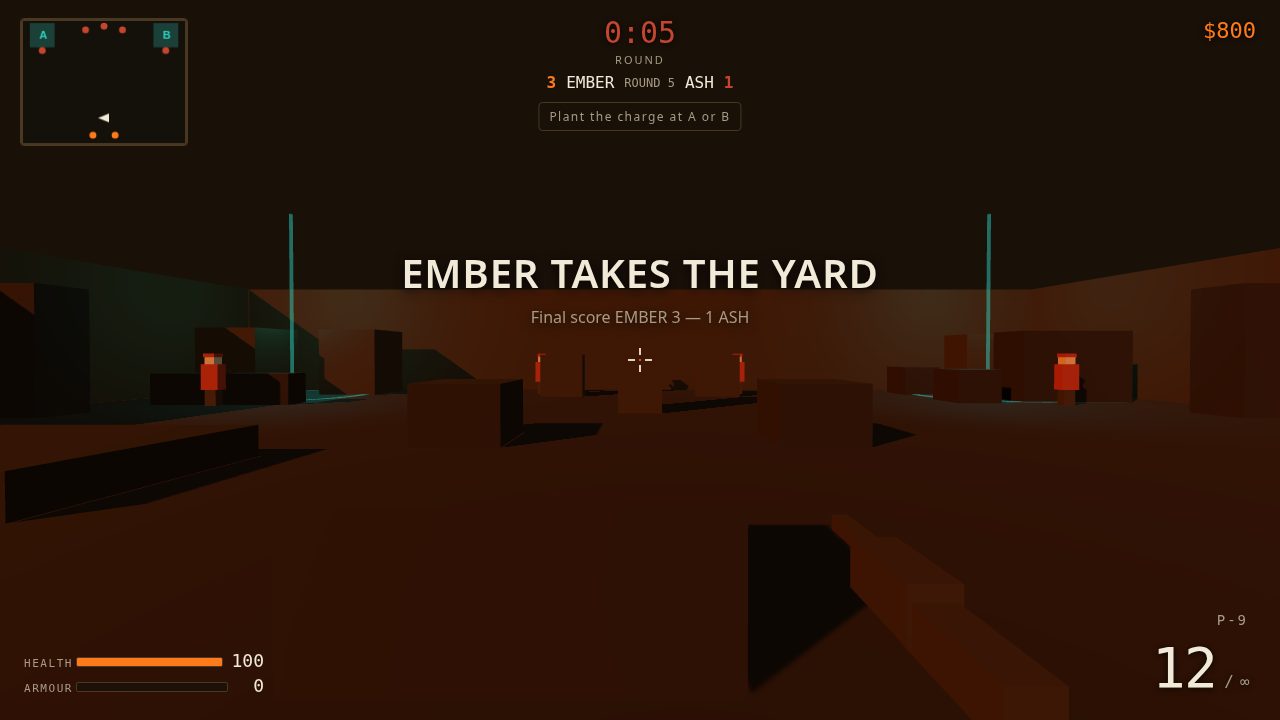 A
B
0:05
ROUND
3 EMBER ROUND 5 ASH 1
Plant the charge at A or B
$800
EMBER TAKES THE YARD
Final score EMBER 3 — 1 ASH
HEALTH 100
ARMOUR 0
P-9
12 / ∞